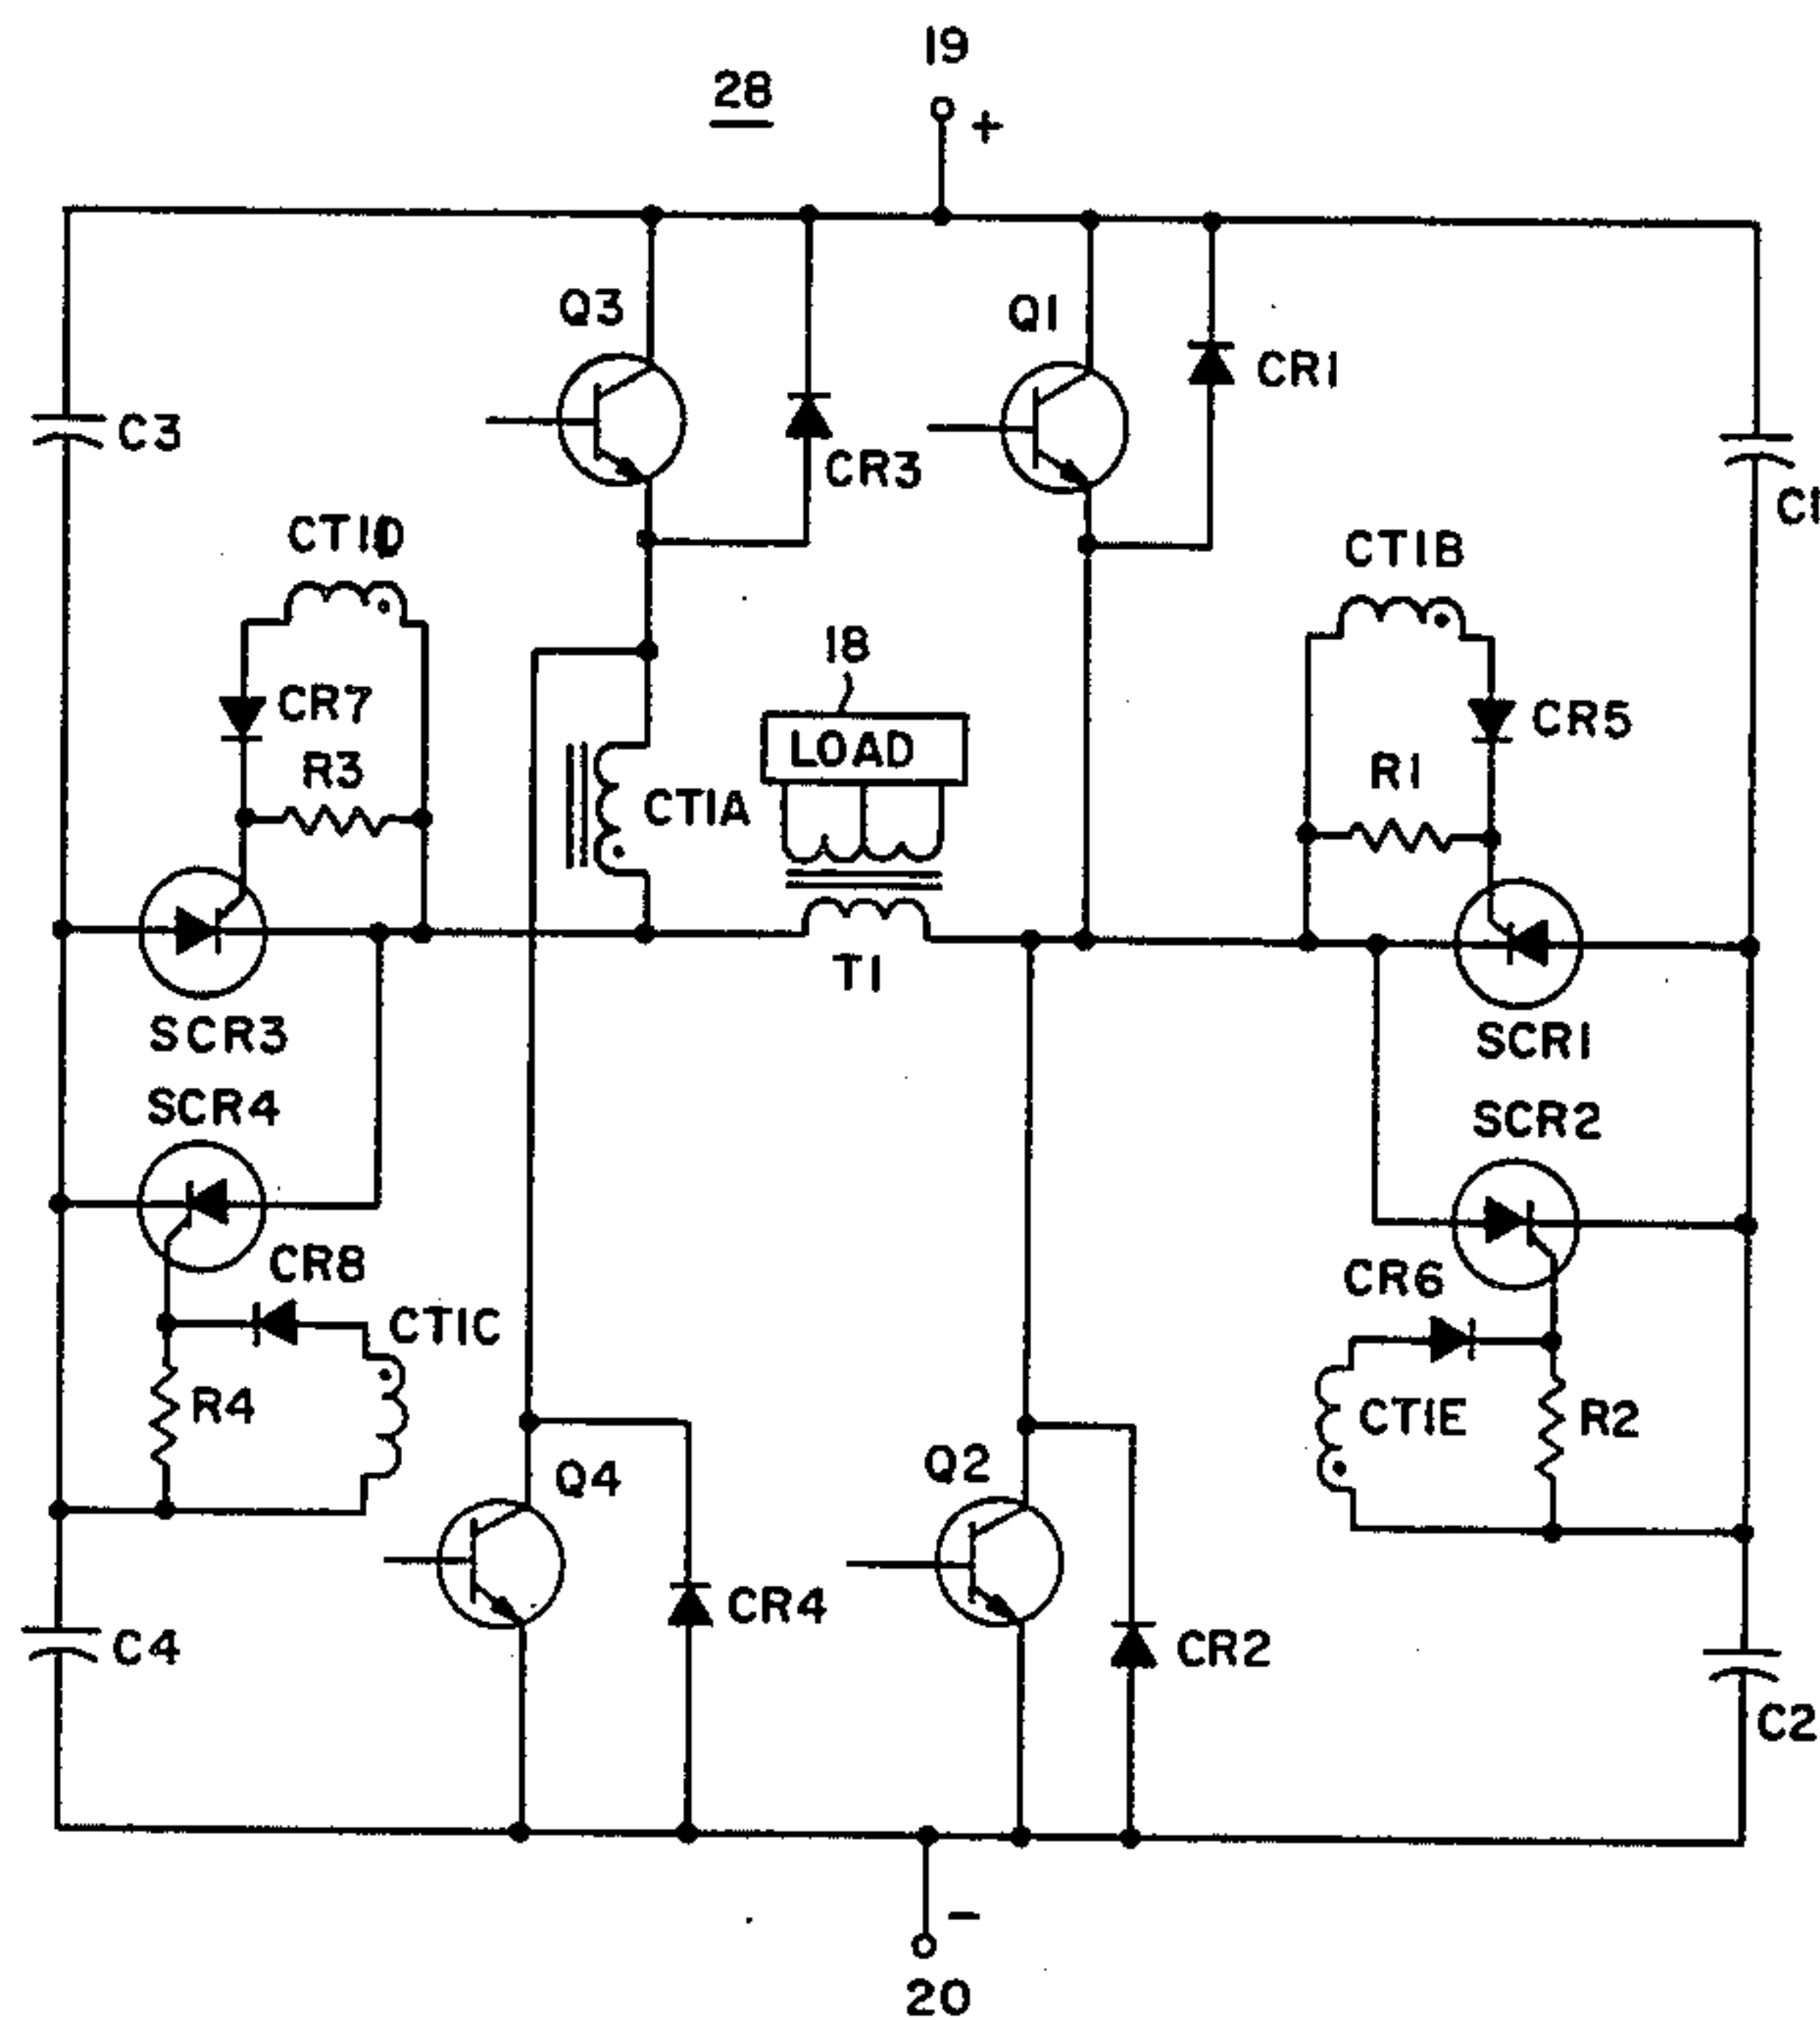 19
28
+
Q3
Q1
CR1
C3
CR3
C1
CT1D
CT1B
18
CR7
CR5
LOAD
R3
R1
CT1A
T1
SCR3
SCR1
SCR4
SCR2
CR8
CR6
CT1C
R4
CT1E
R2
Q4
Q2
CR4
CR2
C4
C2
−
20